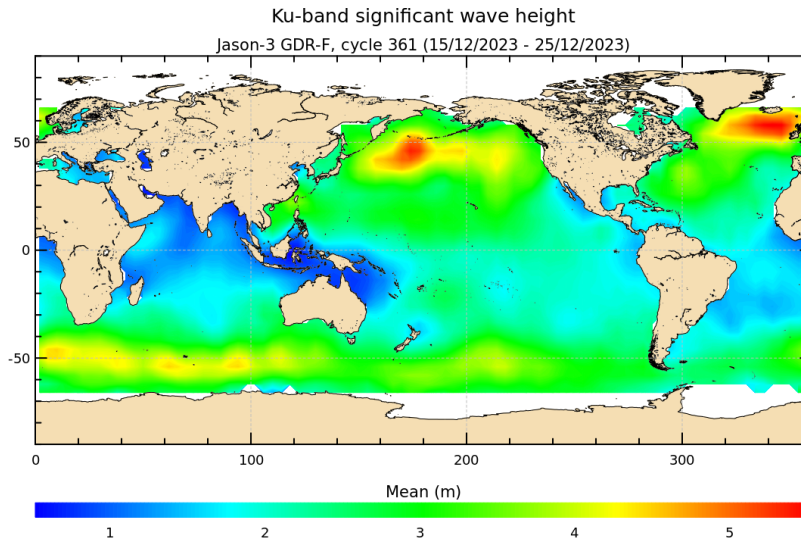 Ku-band significant wave height
Jason-3 GDR-F, cycle 361 (15/12/2023 - 25/12/2023)
50
0
-50
0 100 200 300
Mean (m)
1 2 3 4 5